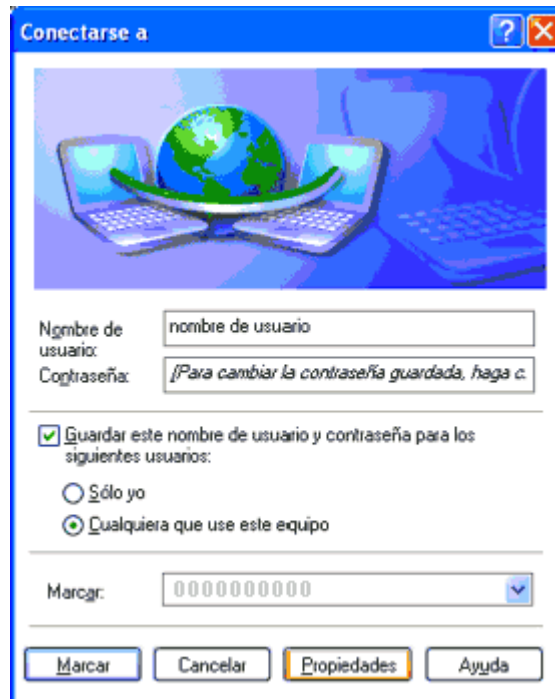 Conectarse a
Nombre de
usuario:
nombre de usuario
Contraseña:
[Para cambiar la contraseña guardada, haga c.
Guardar este nombre de usuario y contraseña para los
siguientes usuarios:
Sólo yo
Cualquiera que use este equipo
Marcar:
0000000000
Marcar
Cancelar
Propiedades
Ayuda